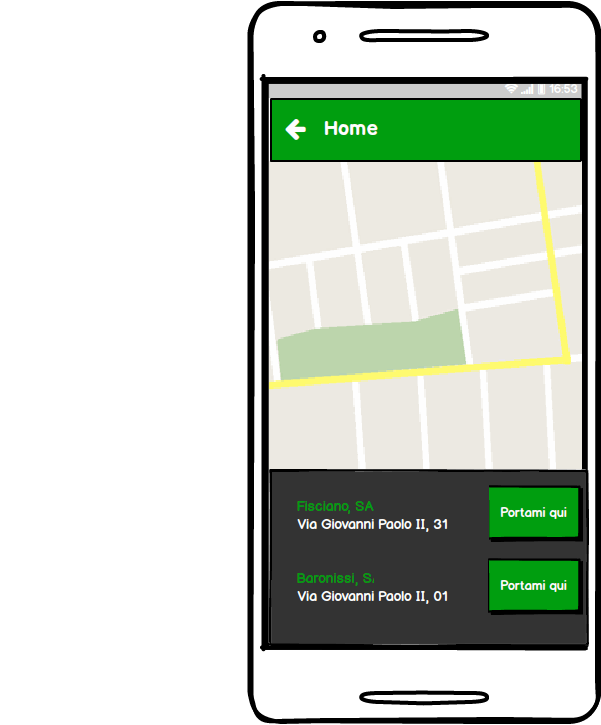 16:53
Home
Fisciano, SA
Via Giovanni Paolo II, 31
Portami qui
Baronissi, S
Via Giovanni Paolo II, 01
Portami qui